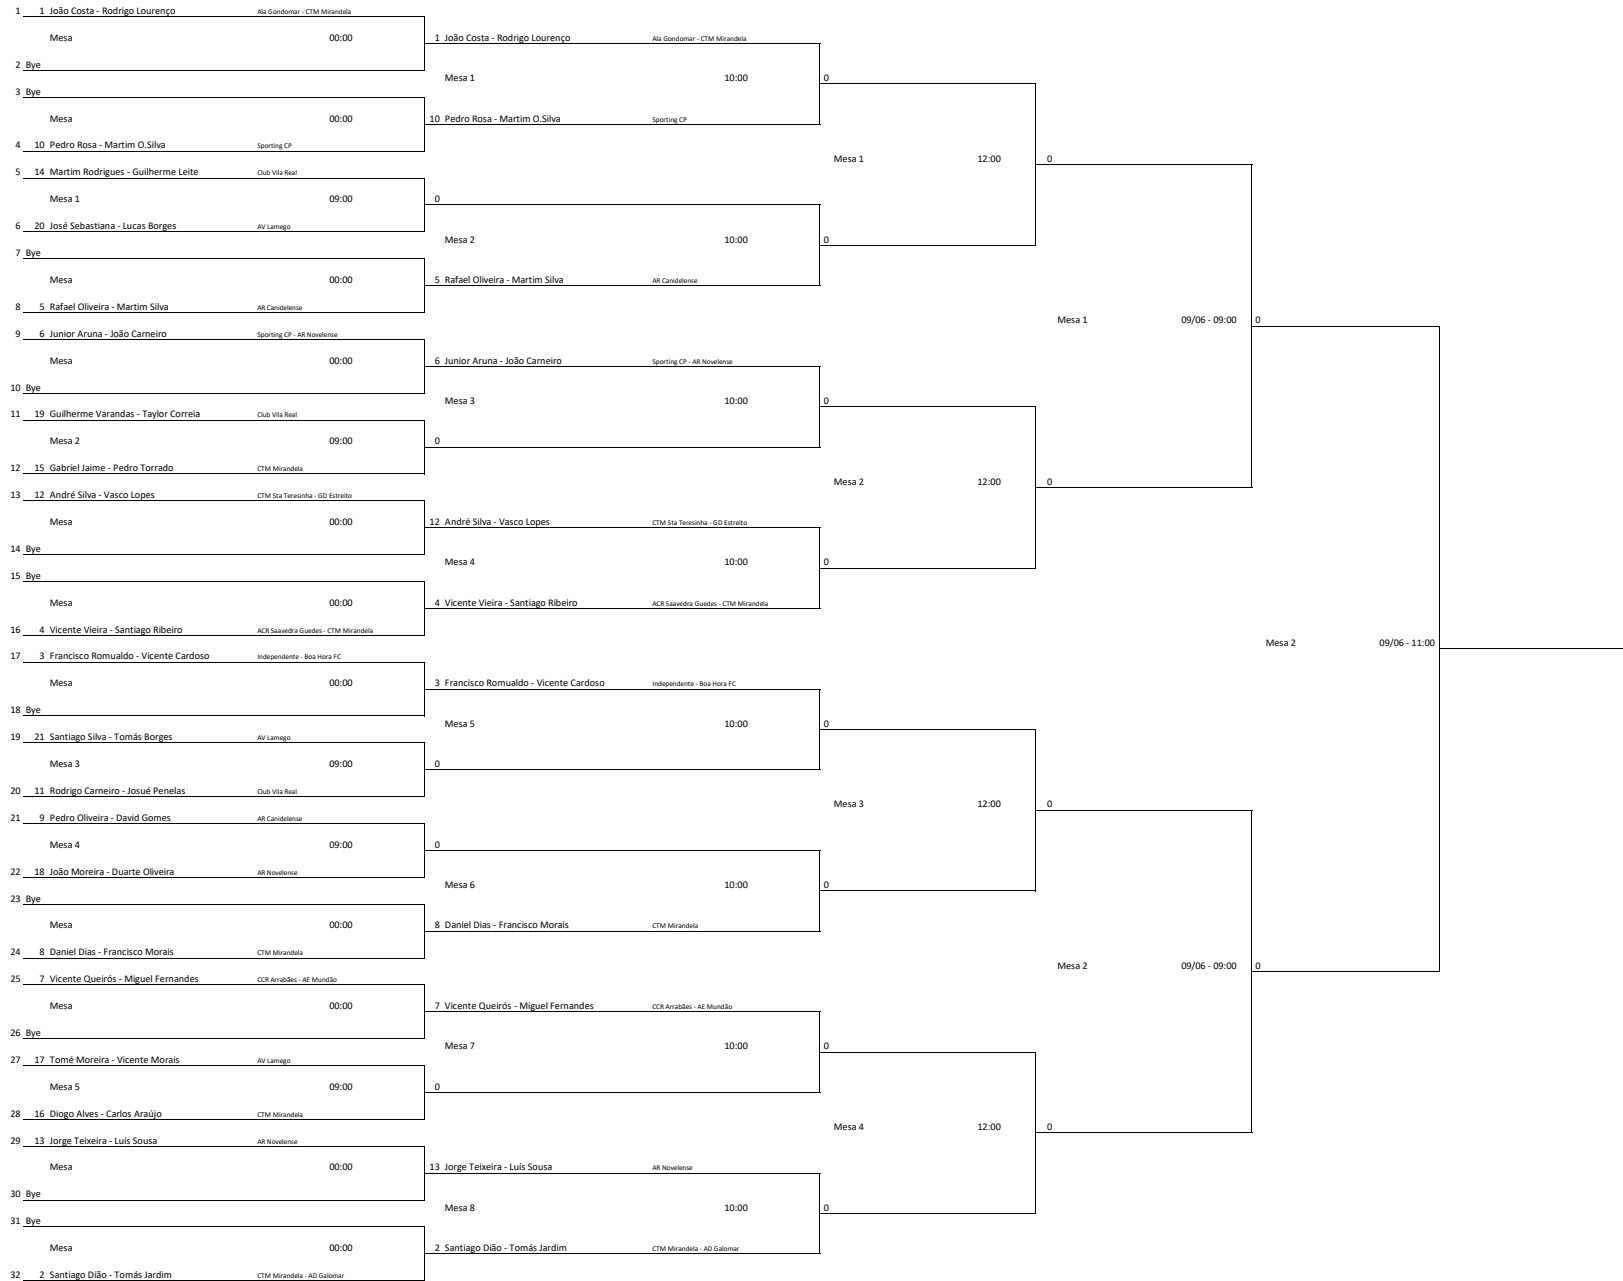 1 1 João Costa - Rodrigo Lourenço Ala Gondomar - CTM Mirandela
Mesa 00:00 1 João Costa - Rodrigo Lourenço Ala Gondomar - CTM Mirandela
2 Bye
Mesa 1 10:00 0
3 Bye
Mesa 00:00 10 Pedro Rosa - Martim O.Silva Sporting CP
4 10 Pedro Rosa - Martim O.Silva Sporting CP
Mesa 1 12:00 0
5 14 Martim Rodrigues - Guilherme Leite Club Vila Real
Mesa 1 09:00 0
6 20 José Sebastiana - Lucas Borges AV Lamego
Mesa 2 10:00 0
7 Bye
Mesa 00:00 5 Rafael Oliveira - Martim Silva AR Canidelense
8 5 Rafael Oliveira - Martim Silva AR Canidelense
Mesa 1 09/06 - 09:00 0
9 6 Junior Aruna - João Carneiro Sporting CP - AR Novelense
Mesa 00:00 6 Junior Aruna - João Carneiro Sporting CP - AR Novelense
10 Bye
Mesa 3 10:00 0
11 19 Guilherme Varandas - Taylor Correia Club Vila Real
Mesa 2 09:00 0
12 15 Gabriel Jaime - Pedro Torrado CTM Mirandela
Mesa 2 12:00 0
13 12 André Silva - Vasco Lopes CTM Sta Teresinha - GD Estreito
Mesa 00:00 12 André Silva - Vasco Lopes CTM Sta Teresinha - GD Estreito
14 Bye
Mesa 4 10:00 0
15 Bye
Mesa 00:00 4 Vicente Vieira - Santiago Ribeiro ACR Saavedra Guedes - CTM Mirandela
16 4 Vicente Vieira - Santiago Ribeiro ACR Saavedra Guedes - CTM Mirandela
Mesa 2 09/06 - 11:00
17 3 Francisco Romualdo - Vicente Cardoso Independente - Boa Hora FC
Mesa 00:00 3 Francisco Romualdo - Vicente Cardoso Independente - Boa Hora FC
18 Bye
Mesa 5 10:00 0
19 21 Santiago Silva - Tomás Borges AV Lamego
Mesa 3 09:00 0
20 11 Rodrigo Carneiro - Josué Penelas Club Vila Real
Mesa 3 12:00 0
21 9 Pedro Oliveira - David Gomes AR Canidelense
Mesa 4 09:00 0
22 18 João Moreira - Duarte Oliveira AR Novelense
Mesa 6 10:00 0
23 Bye
Mesa 00:00 8 Daniel Dias - Francisco Morais CTM Mirandela
24 8 Daniel Dias - Francisco Morais CTM Mirandela
Mesa 2 09/06 - 09:00 0
25 7 Vicente Queirós - Miguel Fernandes CCR Arrabães - AE Mundão
Mesa 00:00 7 Vicente Queirós - Miguel Fernandes CCR Arrabães - AE Mundão
26 Bye
Mesa 7 10:00 0
27 17 Tomé Moreira - Vicente Morais AV Lamego
Mesa 5 09:00 0
28 16 Diogo Alves - Carlos Araújo CTM Mirandela
Mesa 4 12:00 0
29 13 Jorge Teixeira - Luís Sousa AR Novelense
Mesa 00:00 13 Jorge Teixeira - Luís Sousa AR Novelense
30 Bye
Mesa 8 10:00 0
31 Bye
Mesa 00:00 2 Santiago Dião - Tomás Jardim CTM Mirandela - AD Galomar
32 2 Santiago Dião - Tomás Jardim CTM Mirandela - AD Galomar